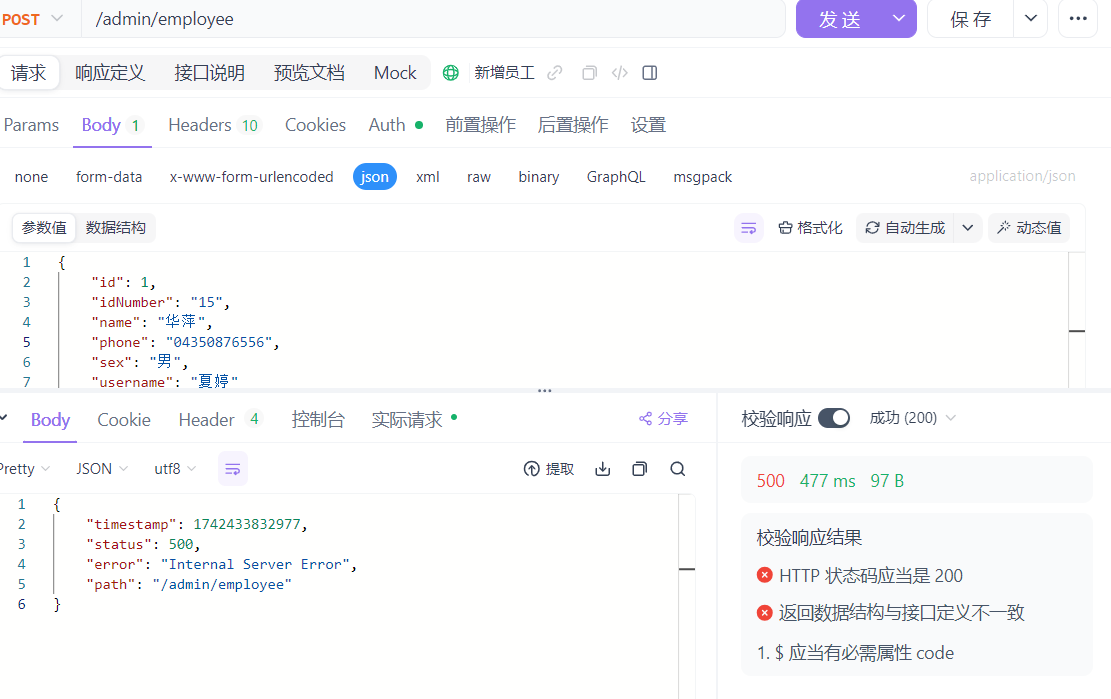 POST /admin/employee 发 送 保 存
请求 响应定义 接口说明 预览文档 Mock 新增员工
Params Body 1 Headers 10 Cookies Auth 前置操作 后置操作 设置
none form-data x-www-form-urlencoded json xml raw binary GraphQL msgpack application/json
参数值 数据结构 格式化 自动生成 动态值
1 {
2 "id": 1,
3 "idNumber": "15",
4 "name": "华萍",
5 "phone": "04350876556",
6 "sex": "男",
7 "username": "夏婷"
Body Cookie Header 4 控制台 实际请求 分享
Pretty JSON utf8 提取
1 {
2 "timestamp": 1742433832977,
3 "status": 500,
4 "error": "Internal Server Error",
5 "path": "/admin/employee"
6 }
校验响应 成功 (200)
500 477 ms 97 B
校验响应结果
HTTP 状态码应当是 200
返回数据结构与接口定义不一致
1. $ 应当有必需属性 code